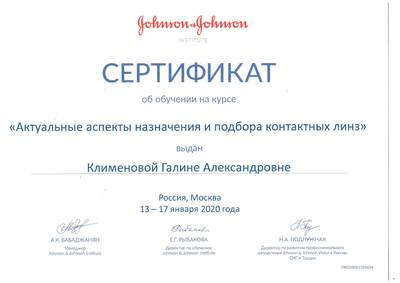 Johnson & Johnson
INSTITUTE
СЕРТИФИКАТ
об обучении на курсе
«Актуальные аспекты назначения и подбора контактных линз»
выдан
Клименовой Галине Александровне
Россия, Москва
13 – 17 января 2020 года
А.К. БАБАДЖАНЯН
Менеджер
Johnson & Johnson Institute
Е.Г. РЫБАКОВА
Директор по обучению
Johnson & Johnson Institute
Н.А. ПОДЛУЖНАЯ
Директор по развитию профессионального
направления Johnson & Johnson Vision в России,
СНГ и Турции